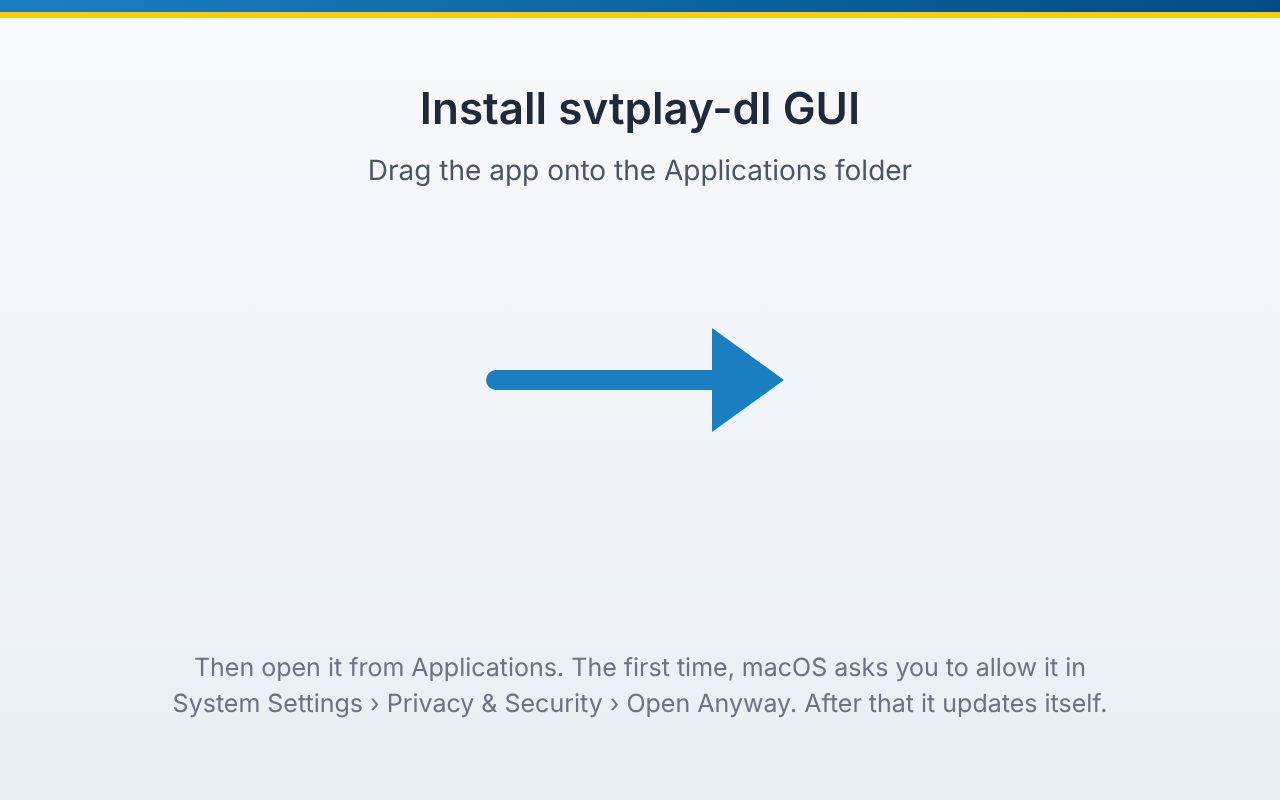 Install svtplay-dl GUI
Drag the app onto the Applications folder
Then open it from Applications. The first time, macOS asks you to allow it in
System Settings › Privacy & Security › Open Anyway. After that it updates itself.